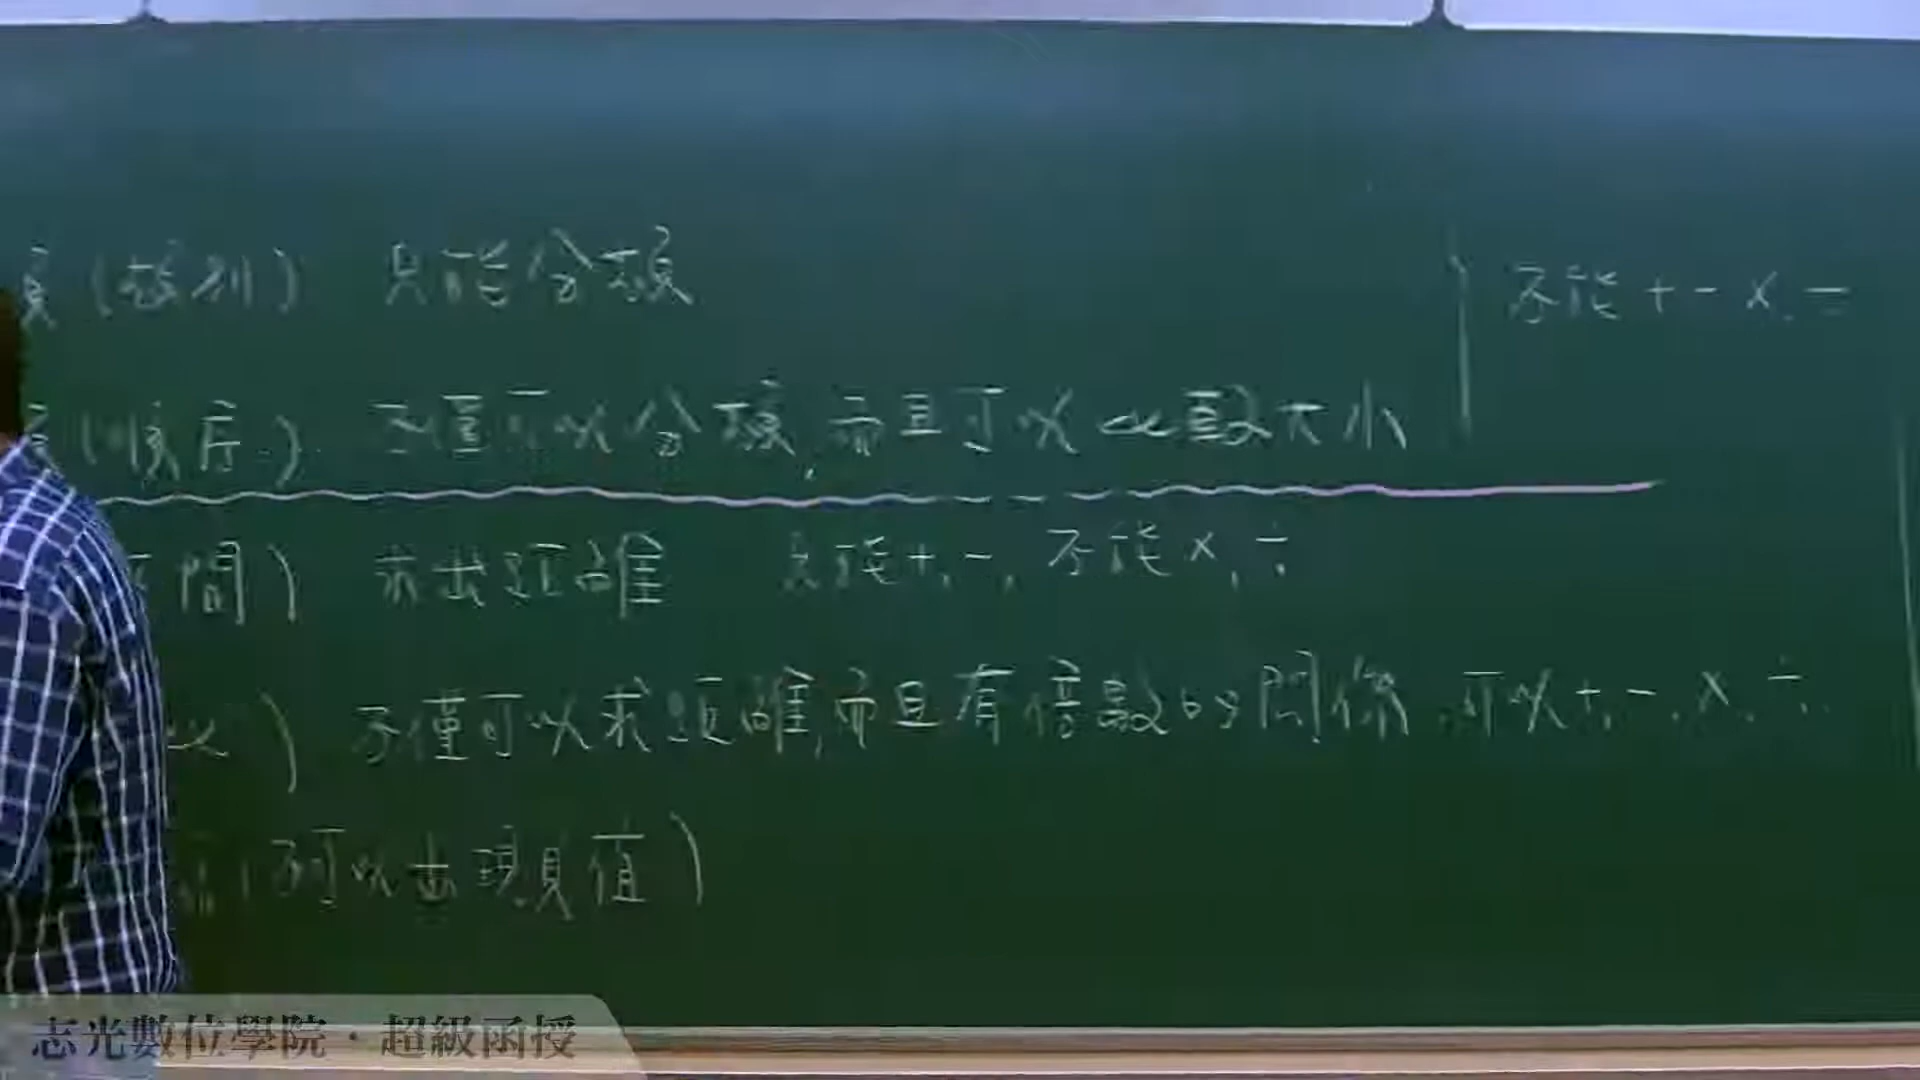 (類別) 只能分類
不能+-×÷
(順序) 不僅可以分類,而且可以比較大小
間) 求出距離 只能+,-,不能×,÷
比) 不僅可以求距離,而且有倍數的關係,可以+,-,×,÷
可以出現負值)
志光數位學院・超級函授